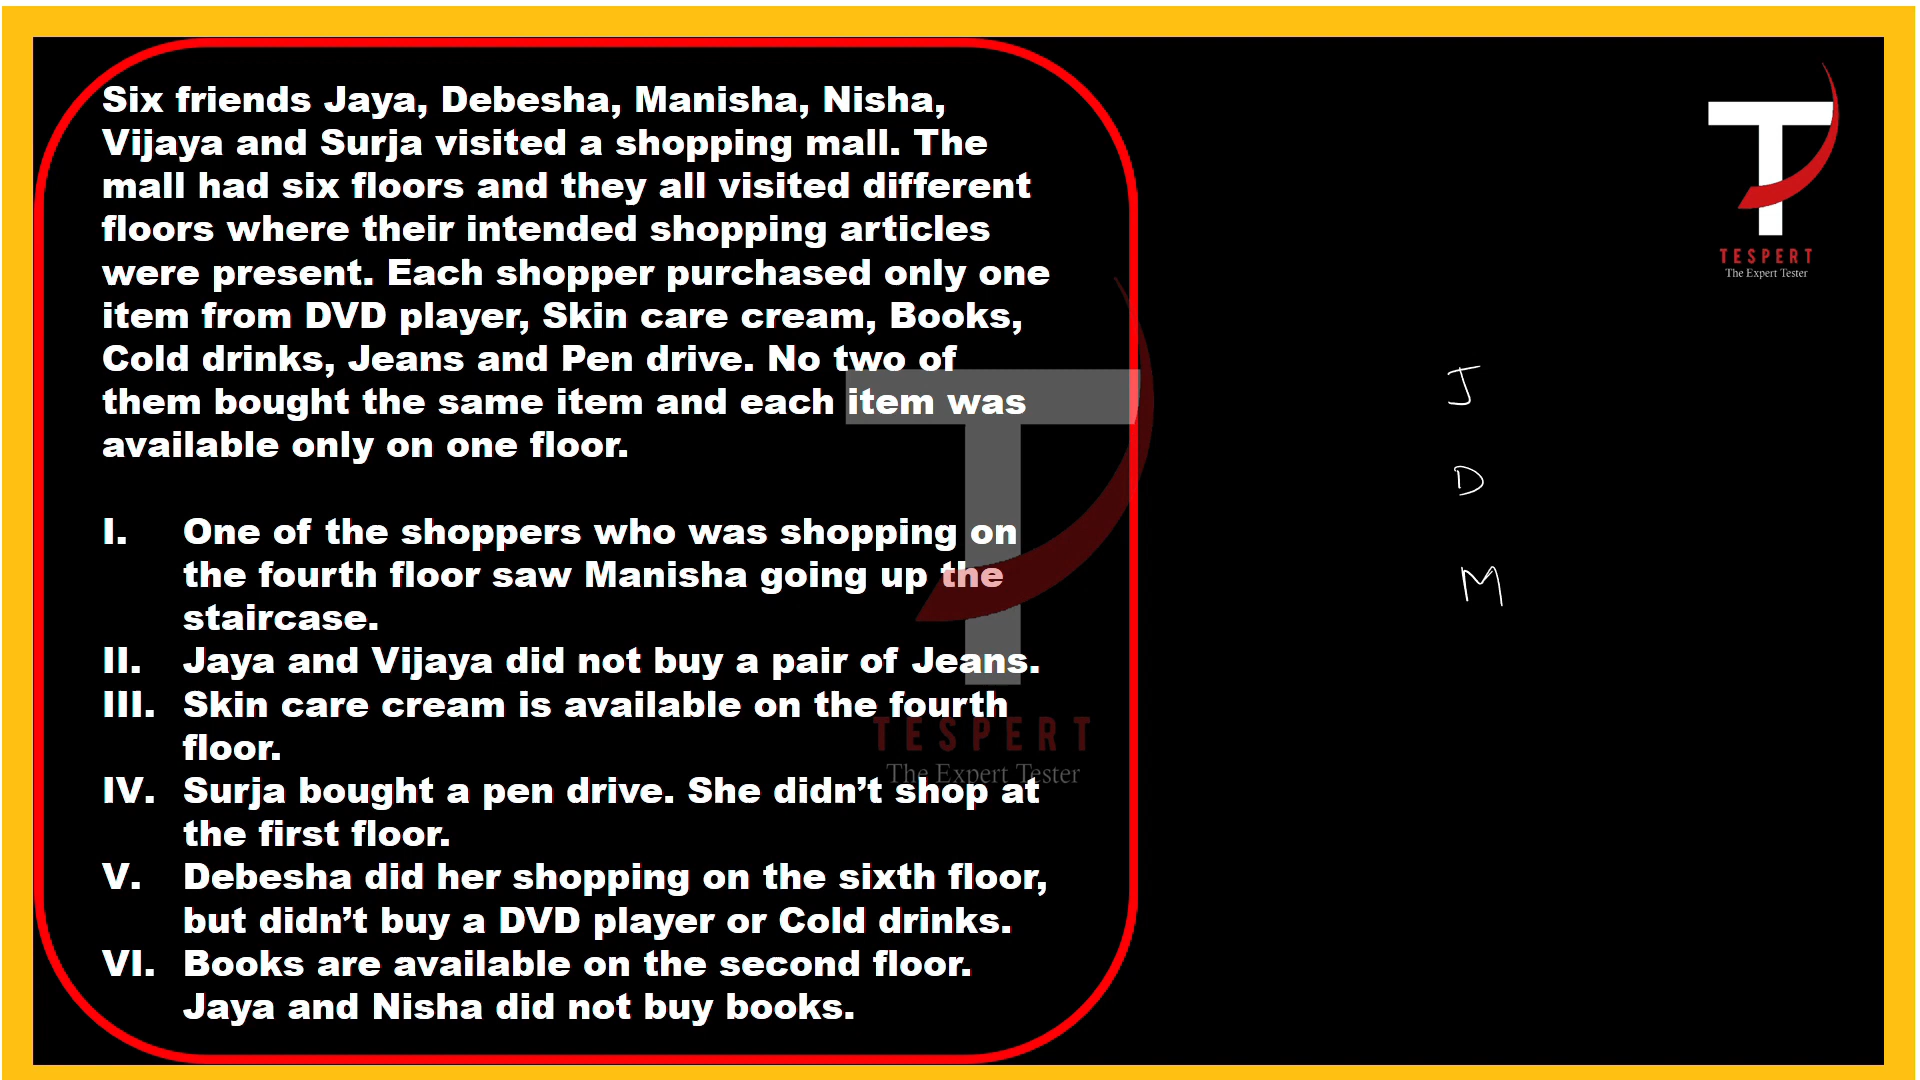 Six friends Jaya, Debesha, Manisha, Nisha,
Vijaya and Surja visited a shopping mall. The
mall had six floors and they all visited different
floors where their intended shopping articles
were present. Each shopper purchased only one
item from DVD player, Skin care cream, Books,
Cold drinks, Jeans and Pen drive. No two of
them bought the same item and each item was
available only on one floor.
I. One of the shoppers who was shopping on
the fourth floor saw Manisha going up the
staircase.
II. Jaya and Vijaya did not buy a pair of Jeans.
III. Skin care cream is available on the fourth
floor.
IV. Surja bought a pen drive. She didn’t shop at
the first floor.
V. Debesha did her shopping on the sixth floor,
but didn’t buy a DVD player or Cold drinks.
VI. Books are available on the second floor.
Jaya and Nisha did not buy books.
TESPERT
The Expert Tester
J
D
M
T
TESPERT
The Expert Tester